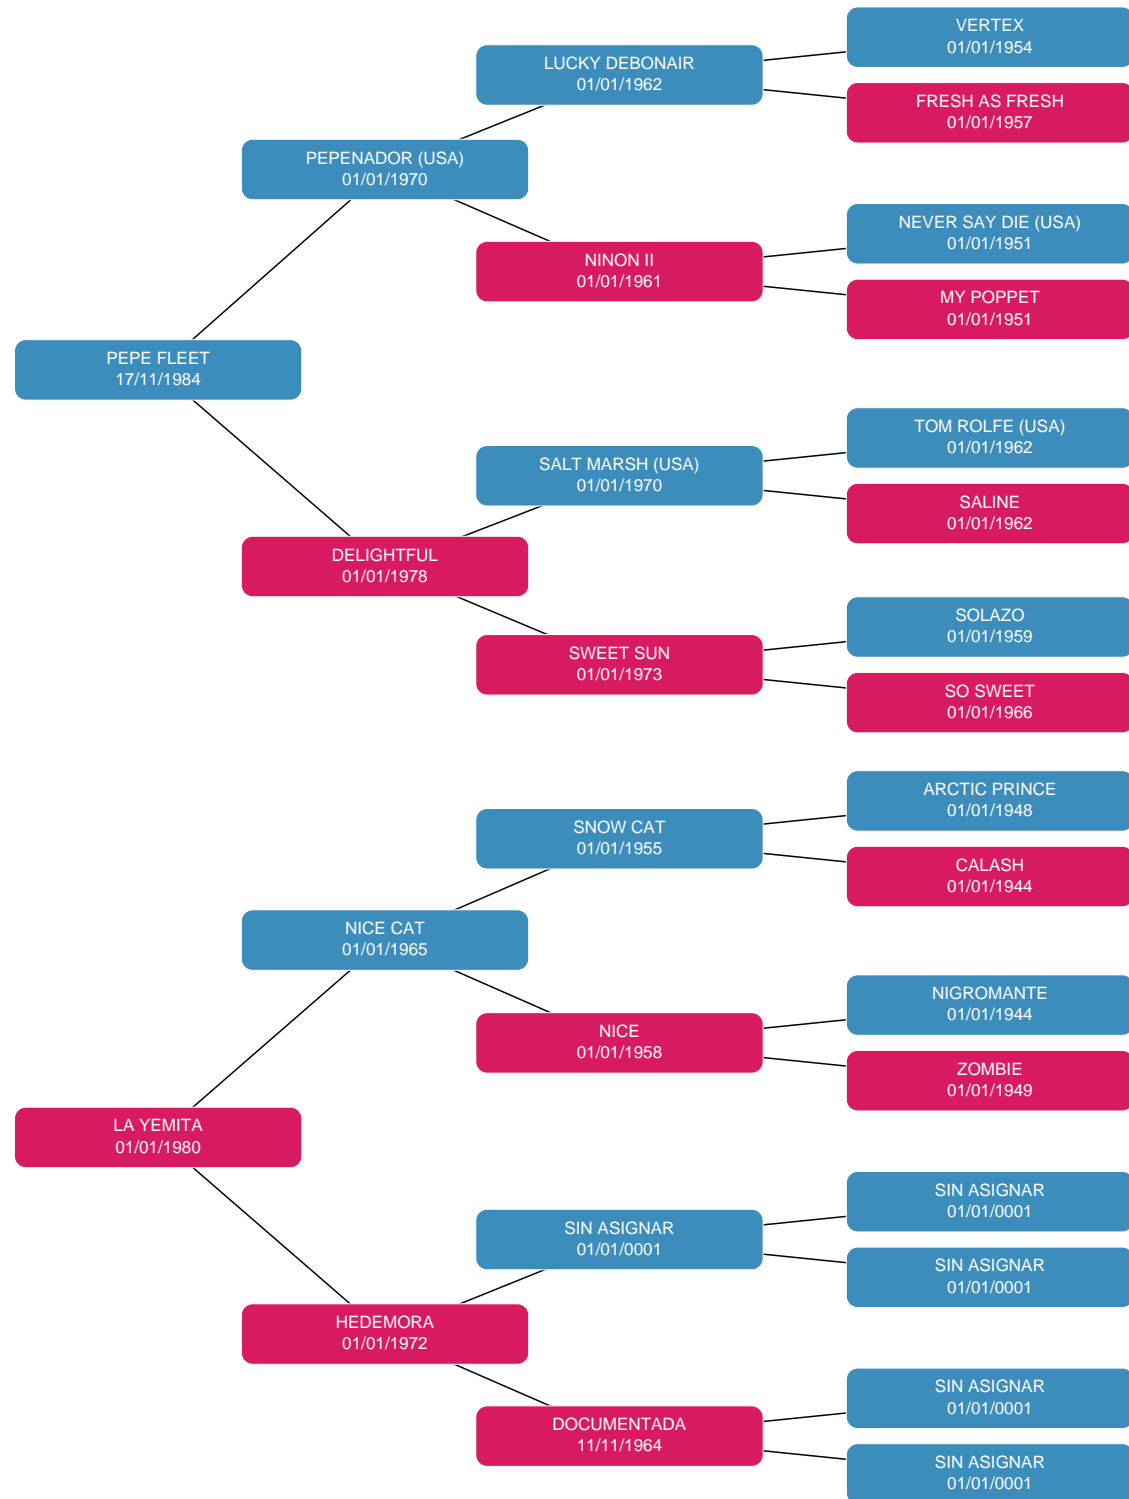 VERTEX
01/01/1954
LUCKY DEBONAIR
01/01/1962
FRESH AS FRESH
01/01/1957
PEPENADOR (USA)
01/01/1970
NEVER SAY DIE (USA)
01/01/1951
NINON II
01/01/1961
MY POPPET
01/01/1951
PEPE FLEET
17/11/1984
TOM ROLFE (USA)
01/01/1962
SALT MARSH (USA)
01/01/1970
SALINE
01/01/1962
DELIGHTFUL
01/01/1978
SOLAZO
01/01/1959
SWEET SUN
01/01/1973
SO SWEET
01/01/1966
ARCTIC PRINCE
01/01/1948
SNOW CAT
01/01/1955
CALASH
01/01/1944
NICE CAT
01/01/1965
NIGROMANTE
01/01/1944
NICE
01/01/1958
ZOMBIE
01/01/1949
LA YEMITA
01/01/1980
SIN ASIGNAR
01/01/0001
SIN ASIGNAR
01/01/0001
SIN ASIGNAR
01/01/0001
HEDEMORA
01/01/1972
SIN ASIGNAR
01/01/0001
DOCUMENTADA
11/11/1964
SIN ASIGNAR
01/01/0001